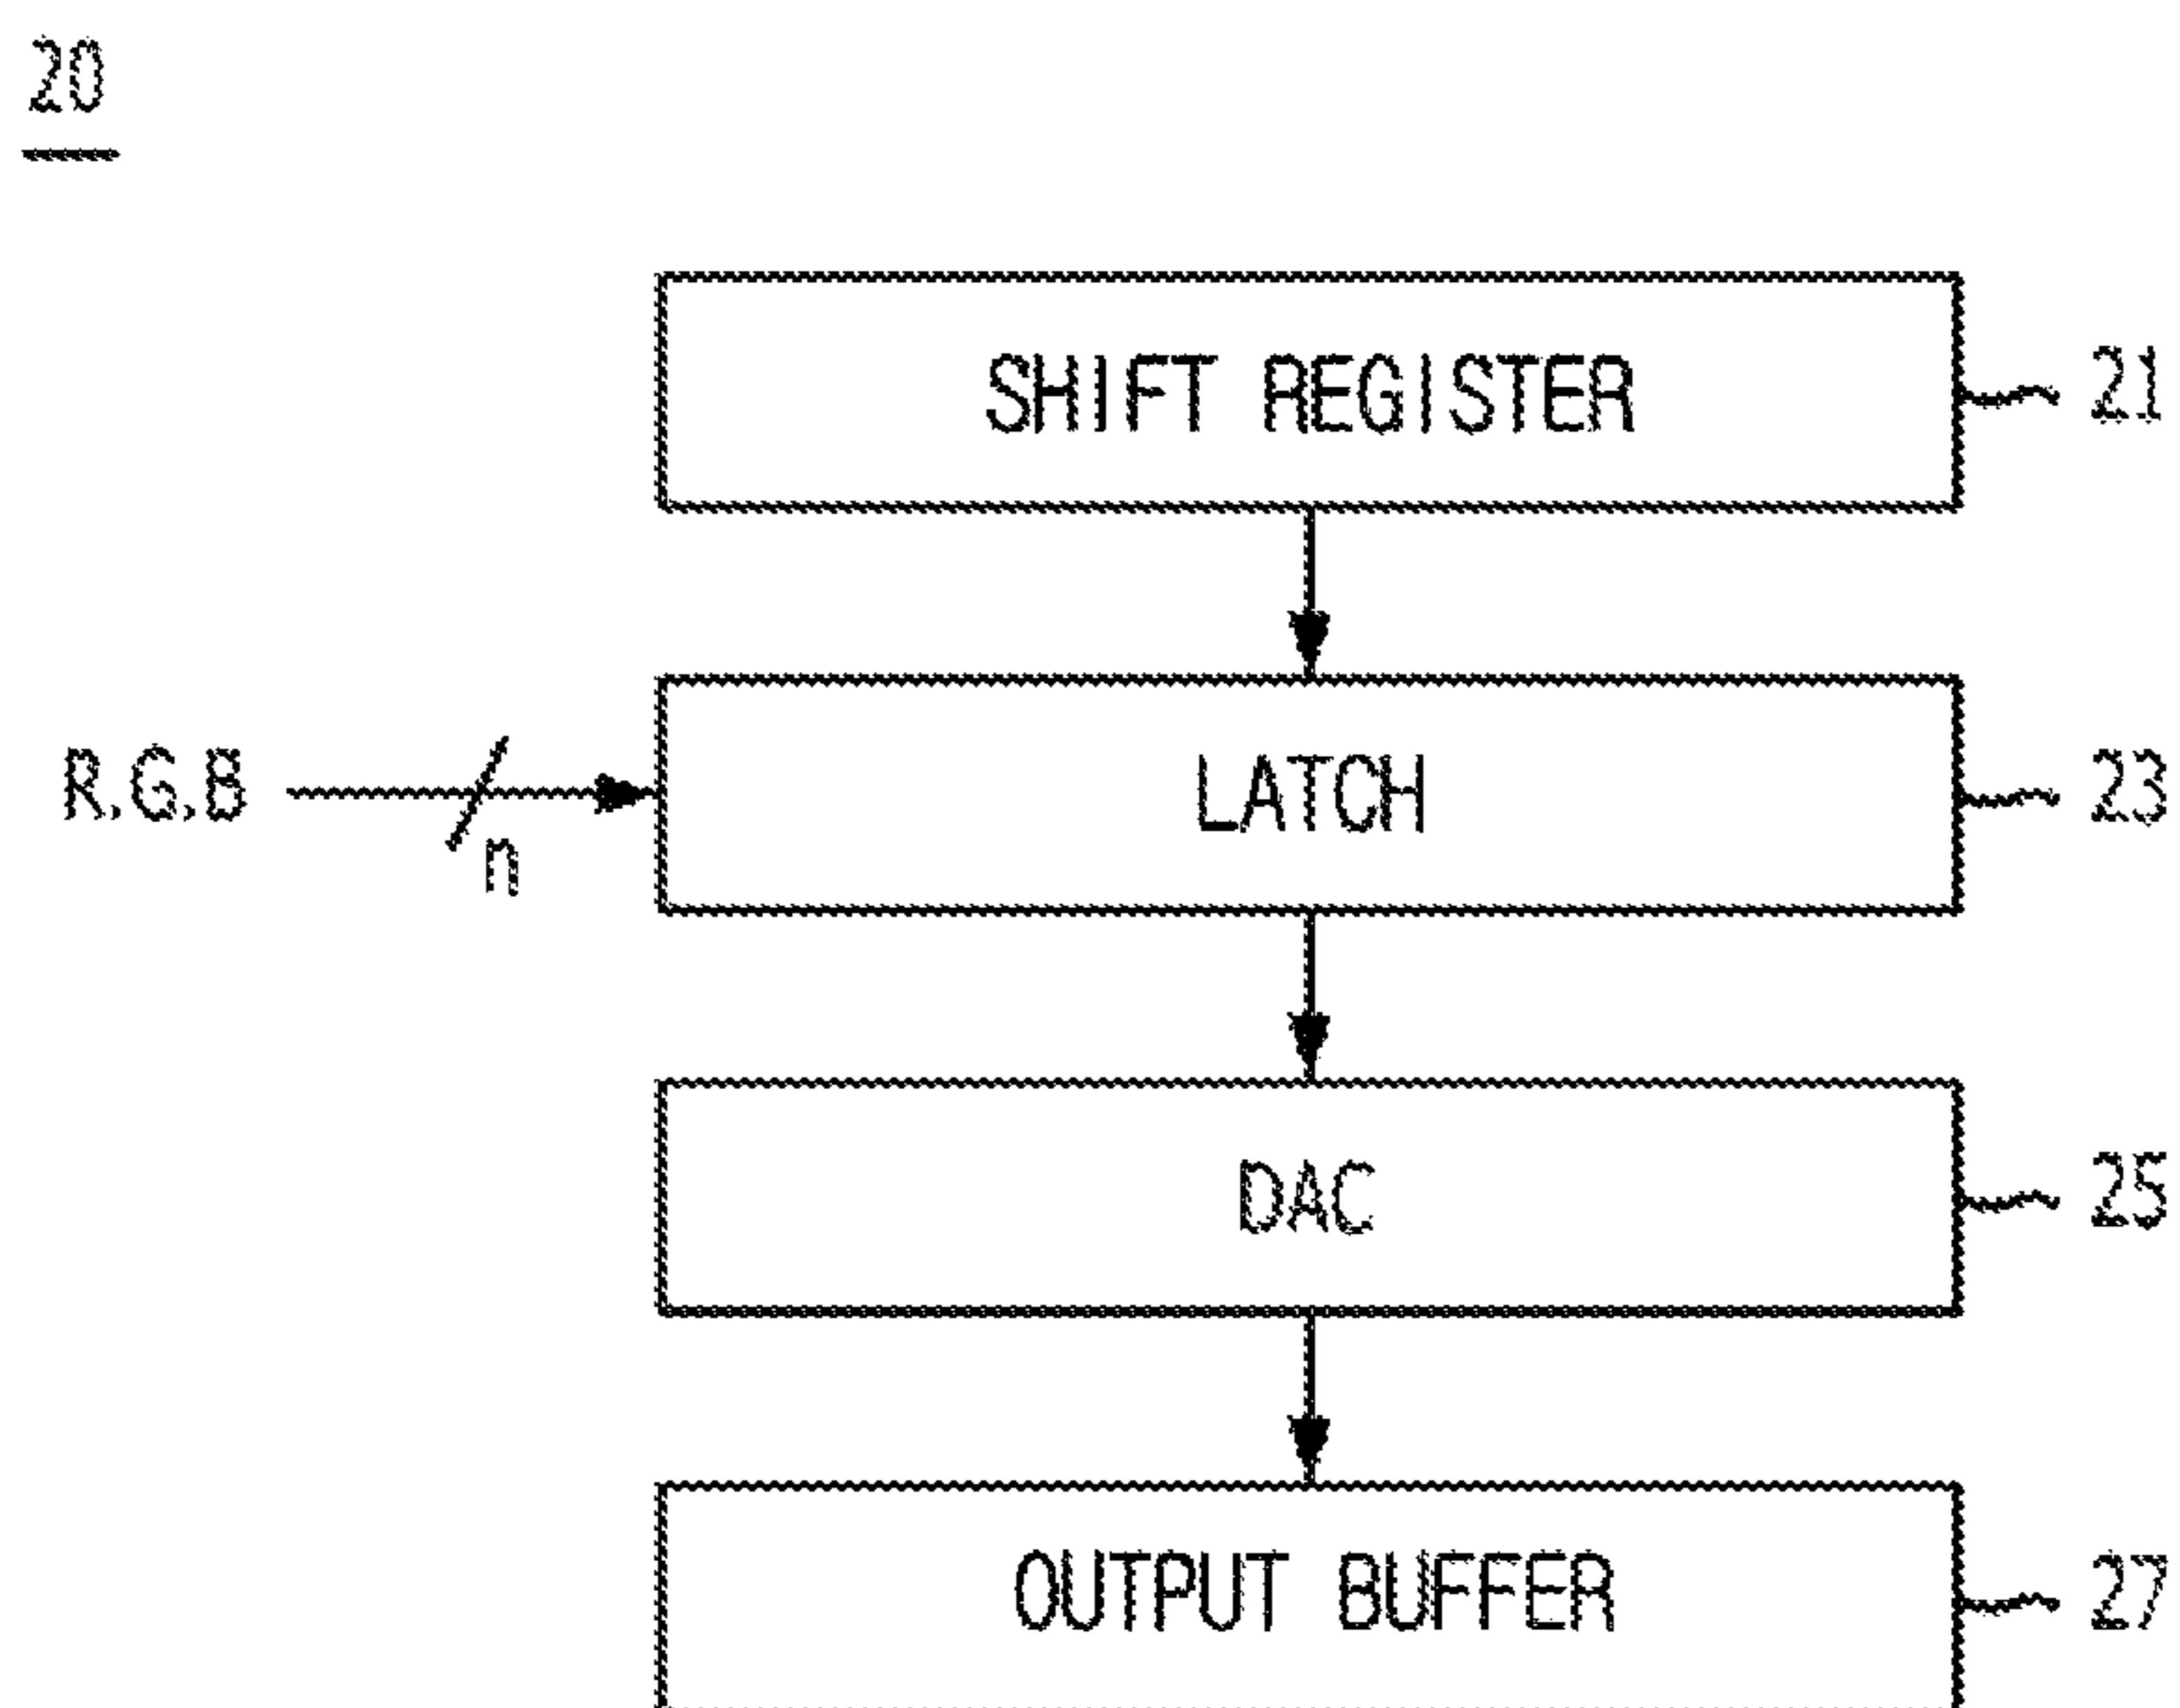 20
SHIFT REGISTER 21
R.G.B LATCH 23
n
DAC 25
OUTPUT BUFFER 27